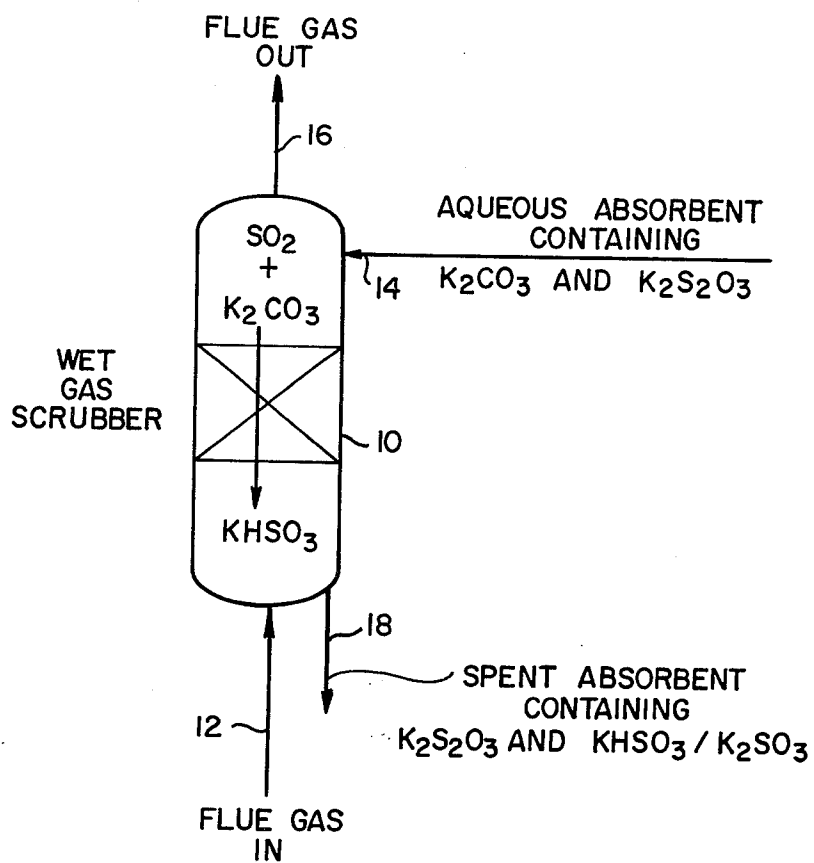 FLUE GAS
OUT
16
AQUEOUS ABSORBENT
CONTAINING
K₂CO₃ AND K₂S₂O₃
14
SO₂
+
K₂CO₃
WET
GAS
SCRUBBER
10
KHSO₃
18
SPENT ABSORBENT
CONTAINING
K₂S₂O₃ AND KHSO₃ / K₂SO₃
12
FLUE GAS
IN